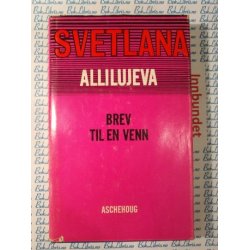 SVETLANA
ALLILUJEVA
BREV
TIL EN VENN
ASCHEHOUG
Innbundet